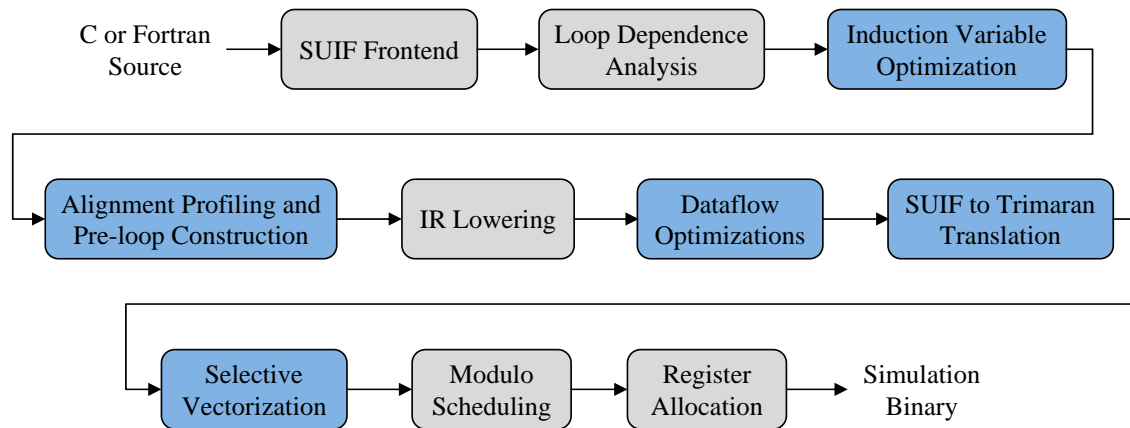 C or Fortran
Source
SUIF Frontend
Loop Dependence
Analysis
Induction Variable
Optimization
Alignment Profiling and
Pre-loop Construction
IR Lowering
Dataflow
Optimizations
SUIF to Trimaran
Translation
Selective
Vectorization
Modulo
Scheduling
Register
Allocation
Simulation
Binary